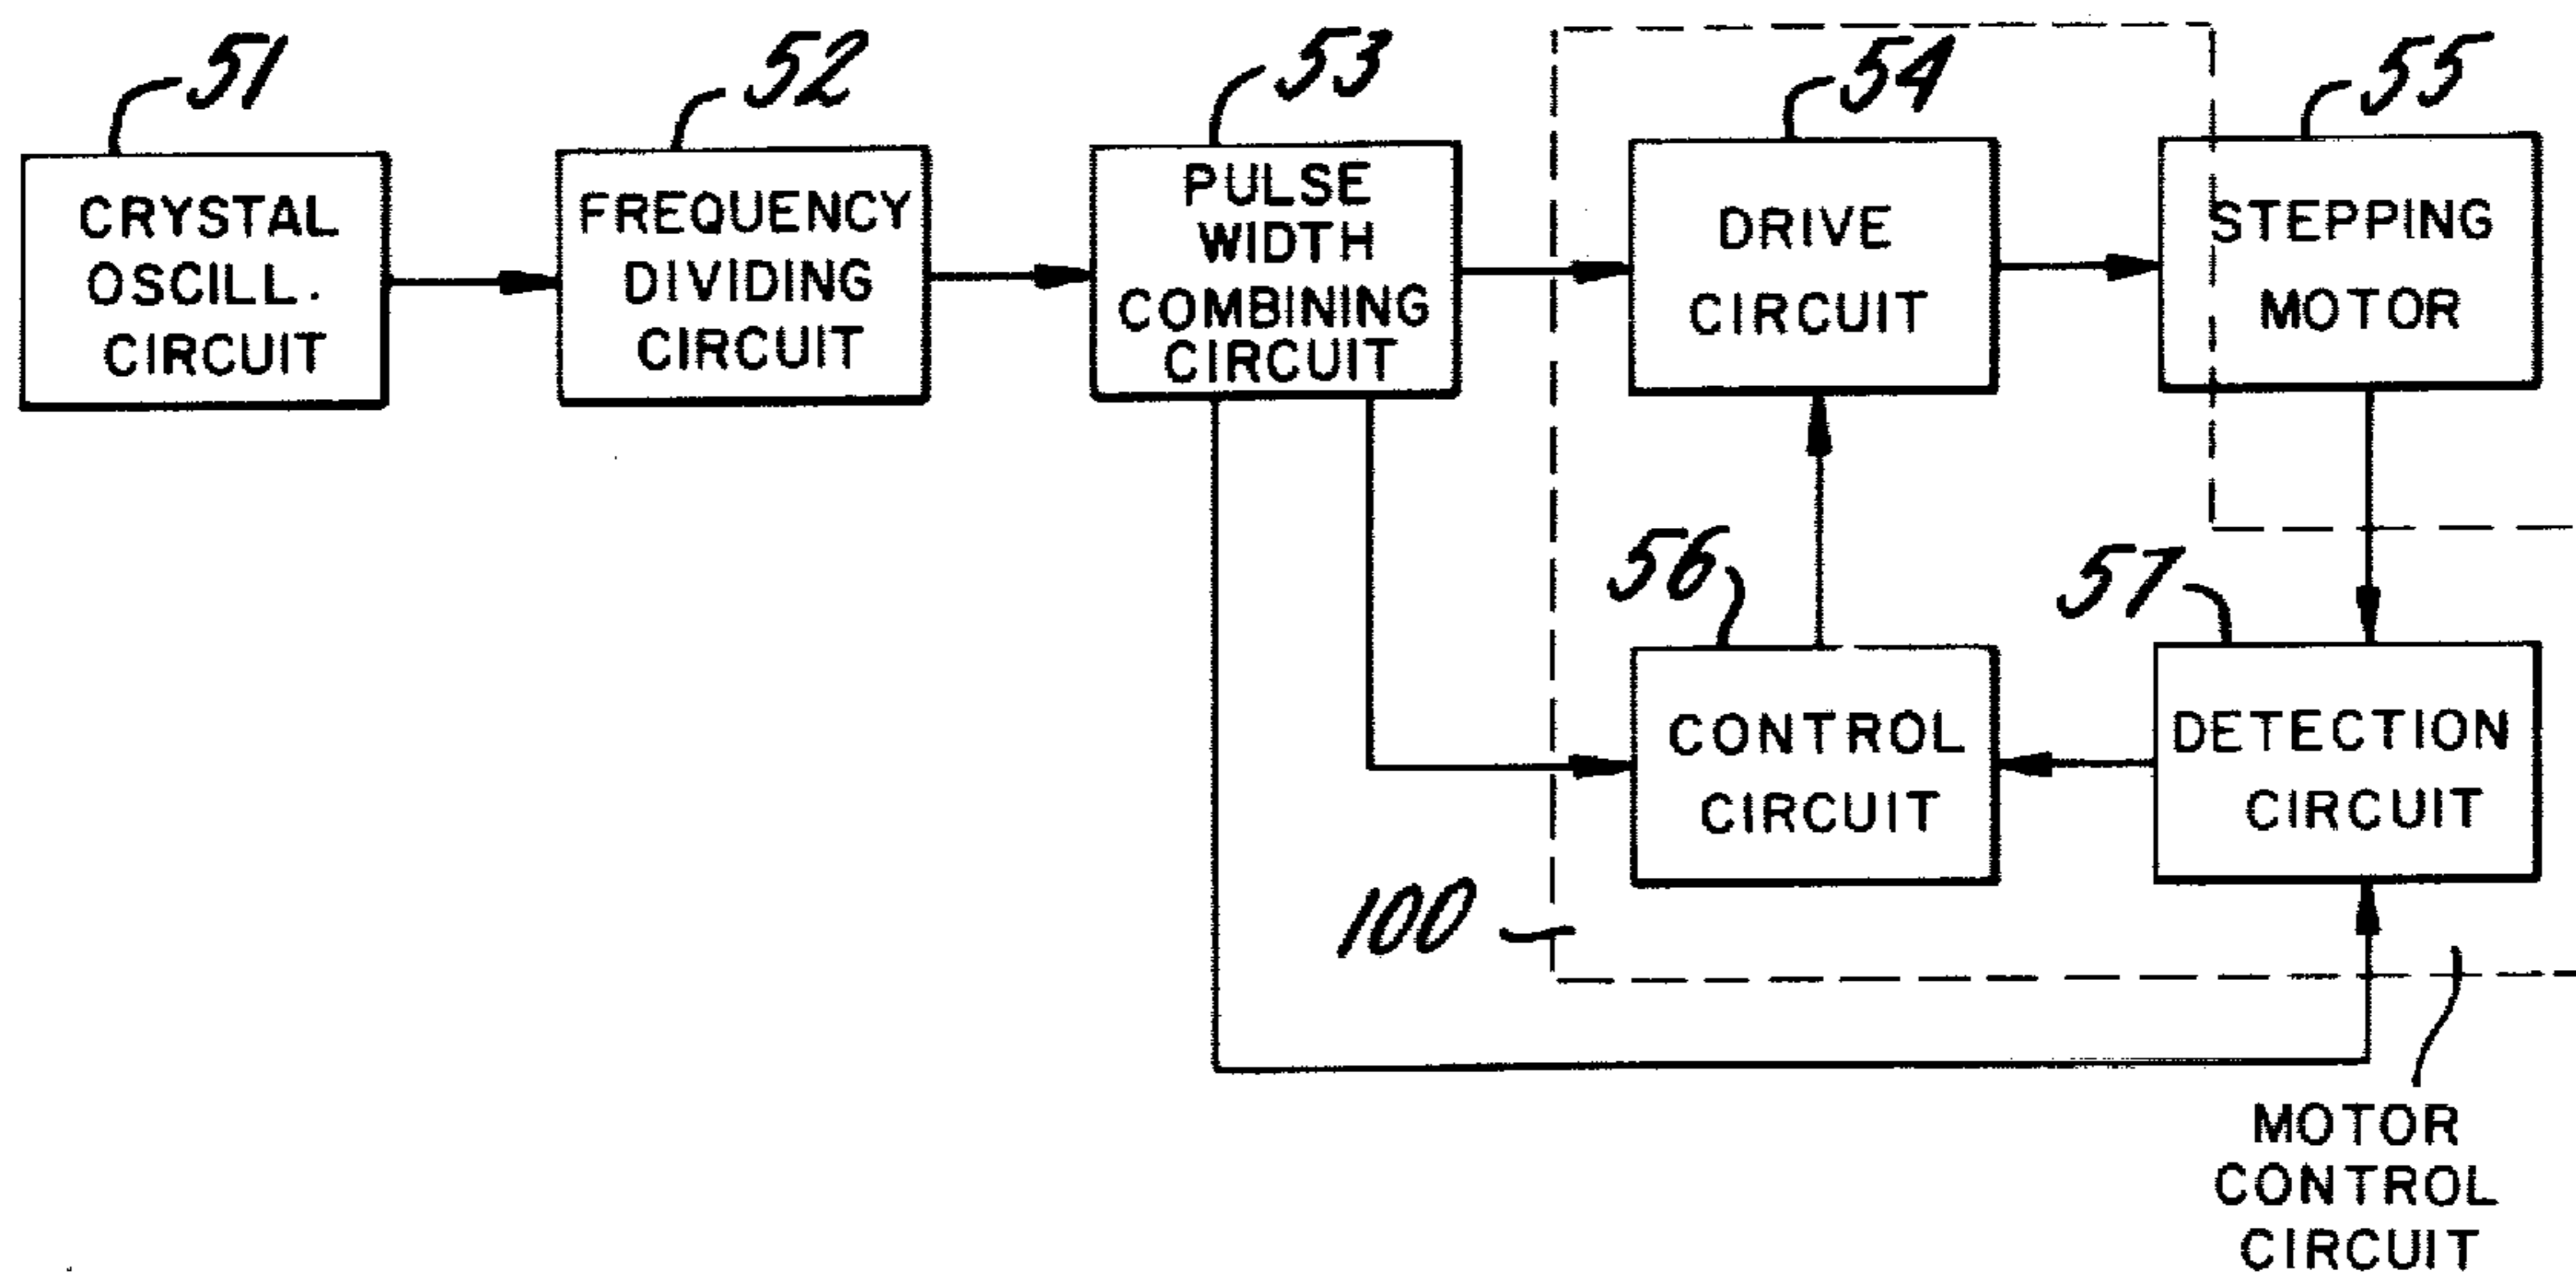 51
CRYSTAL
OSCILL.
CIRCUIT
52
FREQUENCY
DIVIDING
CIRCUIT
53
PULSE
WIDTH
COMBINING
CIRCUIT
54
DRIVE
CIRCUIT
55
STEPPING
MOTOR
56
CONTROL
CIRCUIT
57
DETECTION
CIRCUIT
100
MOTOR
CONTROL
CIRCUIT